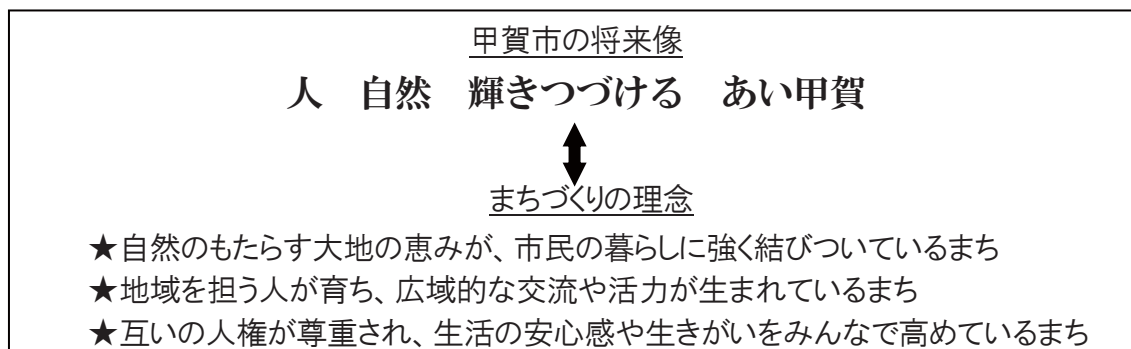 甲賀市の将来像
人　自然　輝きつづける　あい甲賀
まちづくりの理念
★自然のもたらす大地の恵みが、市民の暮らしに強く結びついているまち
★地域を担う人が育ち、広域的な交流や活力が生まれているまち
★互いの人権が尊重され、生活の安心感や生きがいをみんなで高めているまち